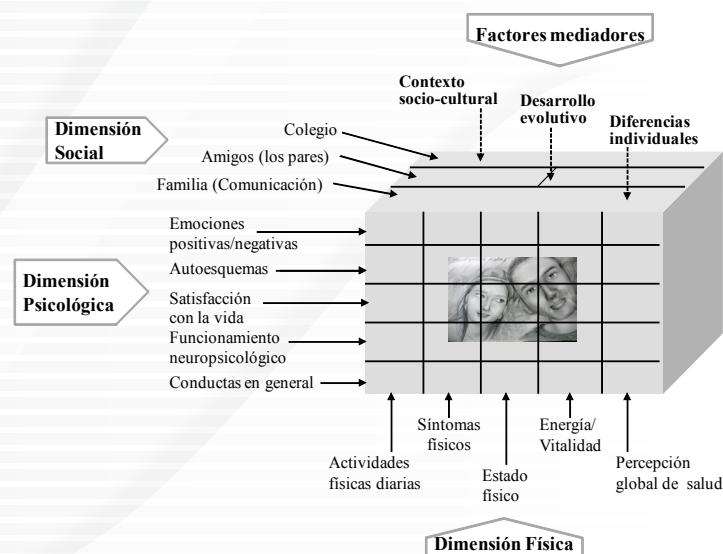 Factores mediadores
Contexto
socio-cultural
Desarrollo
evolutivo
Diferencias
individuales
Dimensión
Social
Colegio
Amigos (los pares)
Familia (Comunicación)
Dimensión
Psicológica
Emociones
positivas/negativas
Autoesquemas
Satisfacción
con la vida
Funcionamiento
neuropsicológico
Conductas en general
Actividades
físicas diarias
Síntomas
físicos
Estado
físico
Energía/
Vitalidad
Percepción
global de salud
Dimensión Física